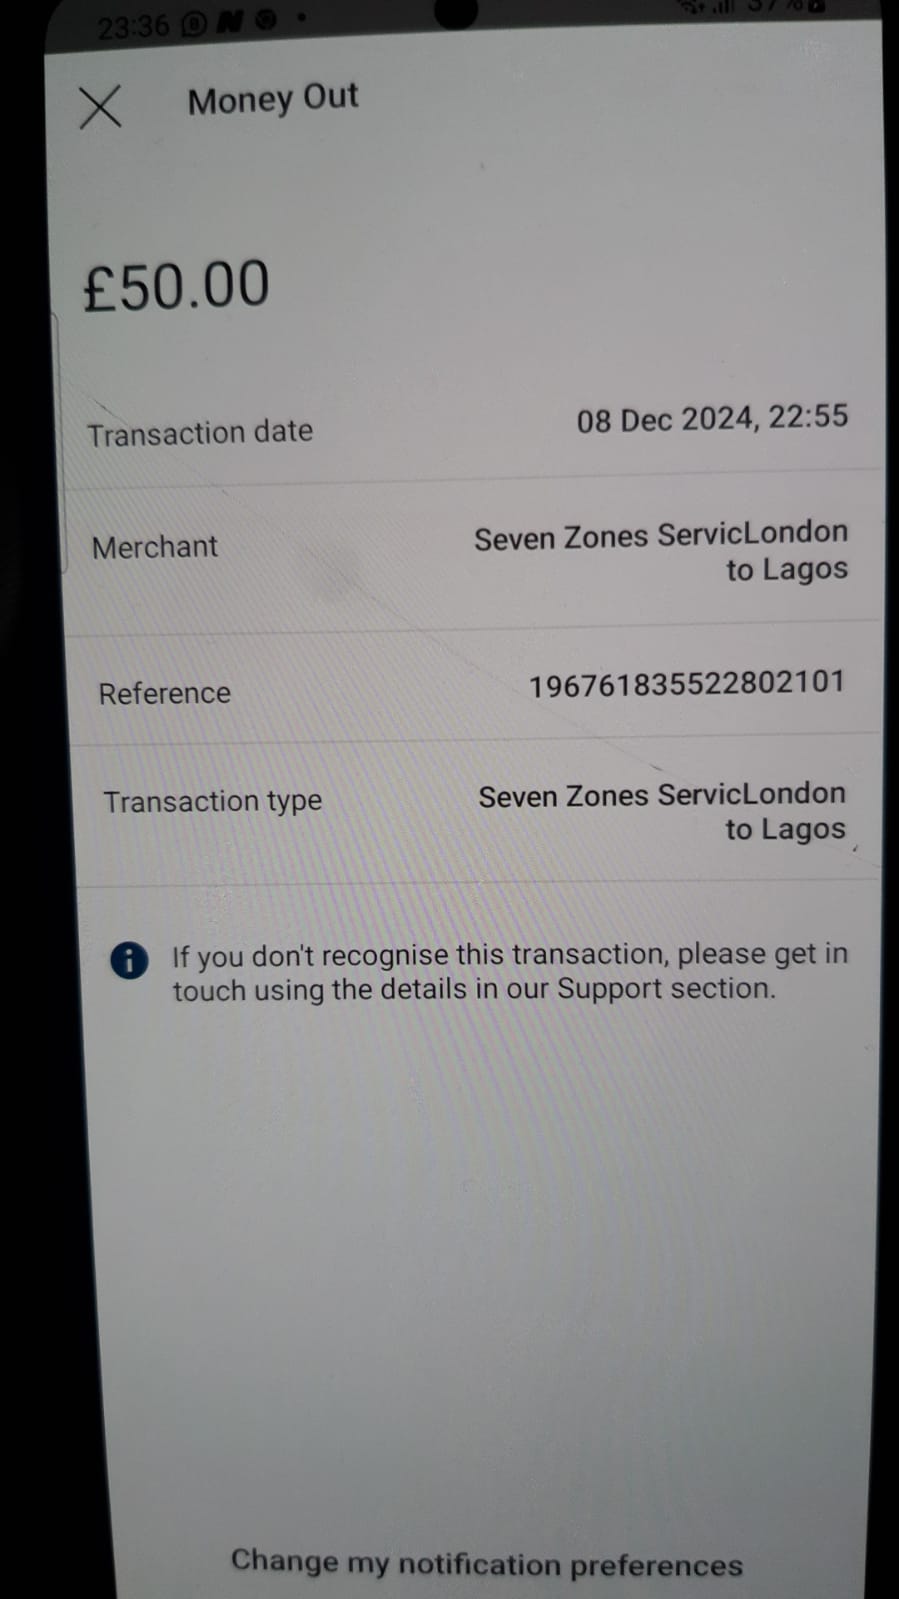 23:36
Money Out
£50.00
Transaction date
08 Dec 2024, 22:55
Merchant
Seven Zones ServicLondon
to Lagos
Reference
196761835522802101
Transaction type
Seven Zones ServicLondon
to Lagos
If you don't recognise this transaction, please get in
touch using the details in our Support section.
Change my notification preferences